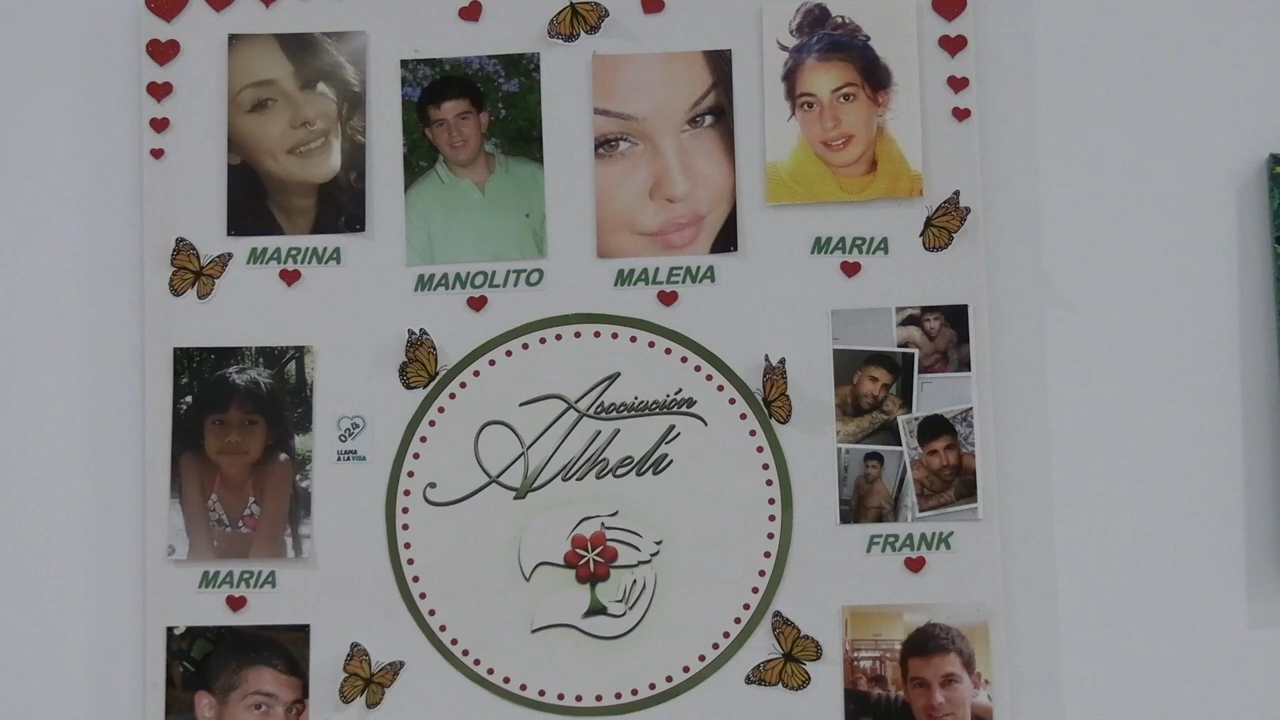 MARINA
MANOLITO
MALENA
MARIA
Asociación
Alhelí
024
LLAMA
A LA VIDA
FRANK
MARIA